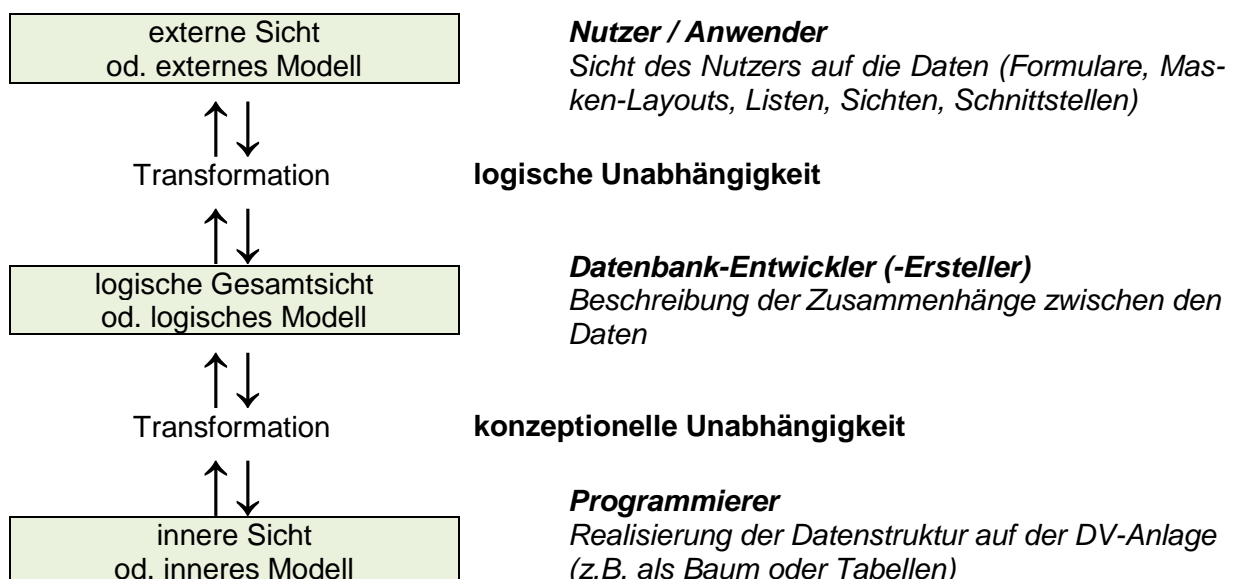 externe Sicht
od. externes Modell
Nutzer / Anwender
Sicht des Nutzers auf die Daten (Formulare, Mas-
ken-Layouts, Listen, Sichten, Schnittstellen)
Transformation
logische Unabhängigkeit
logische Gesamtsicht
od. logisches Modell
Datenbank-Entwickler (-Ersteller)
Beschreibung der Zusammenhänge zwischen den
Daten
Transformation
konzeptionelle Unabhängigkeit
innere Sicht
od. inneres Modell
Programmierer
Realisierung der Datenstruktur auf der DV-Anlage
(z.B. als Baum oder Tabellen)